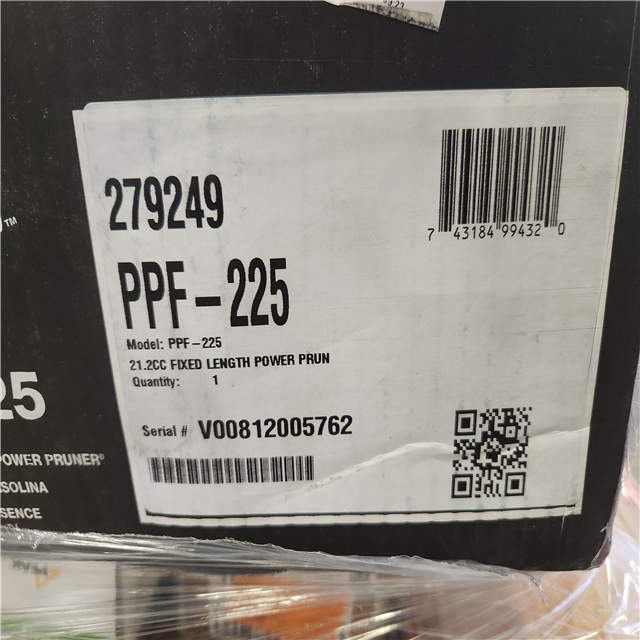 279249
7 43184 99432 0
PPF-225
Model: PPF-225
21.2CC FIXED LENGTH POWER PRUN
Quantity: 1
Serial # V00812005762
25
POWER PRUNER®
SENCE